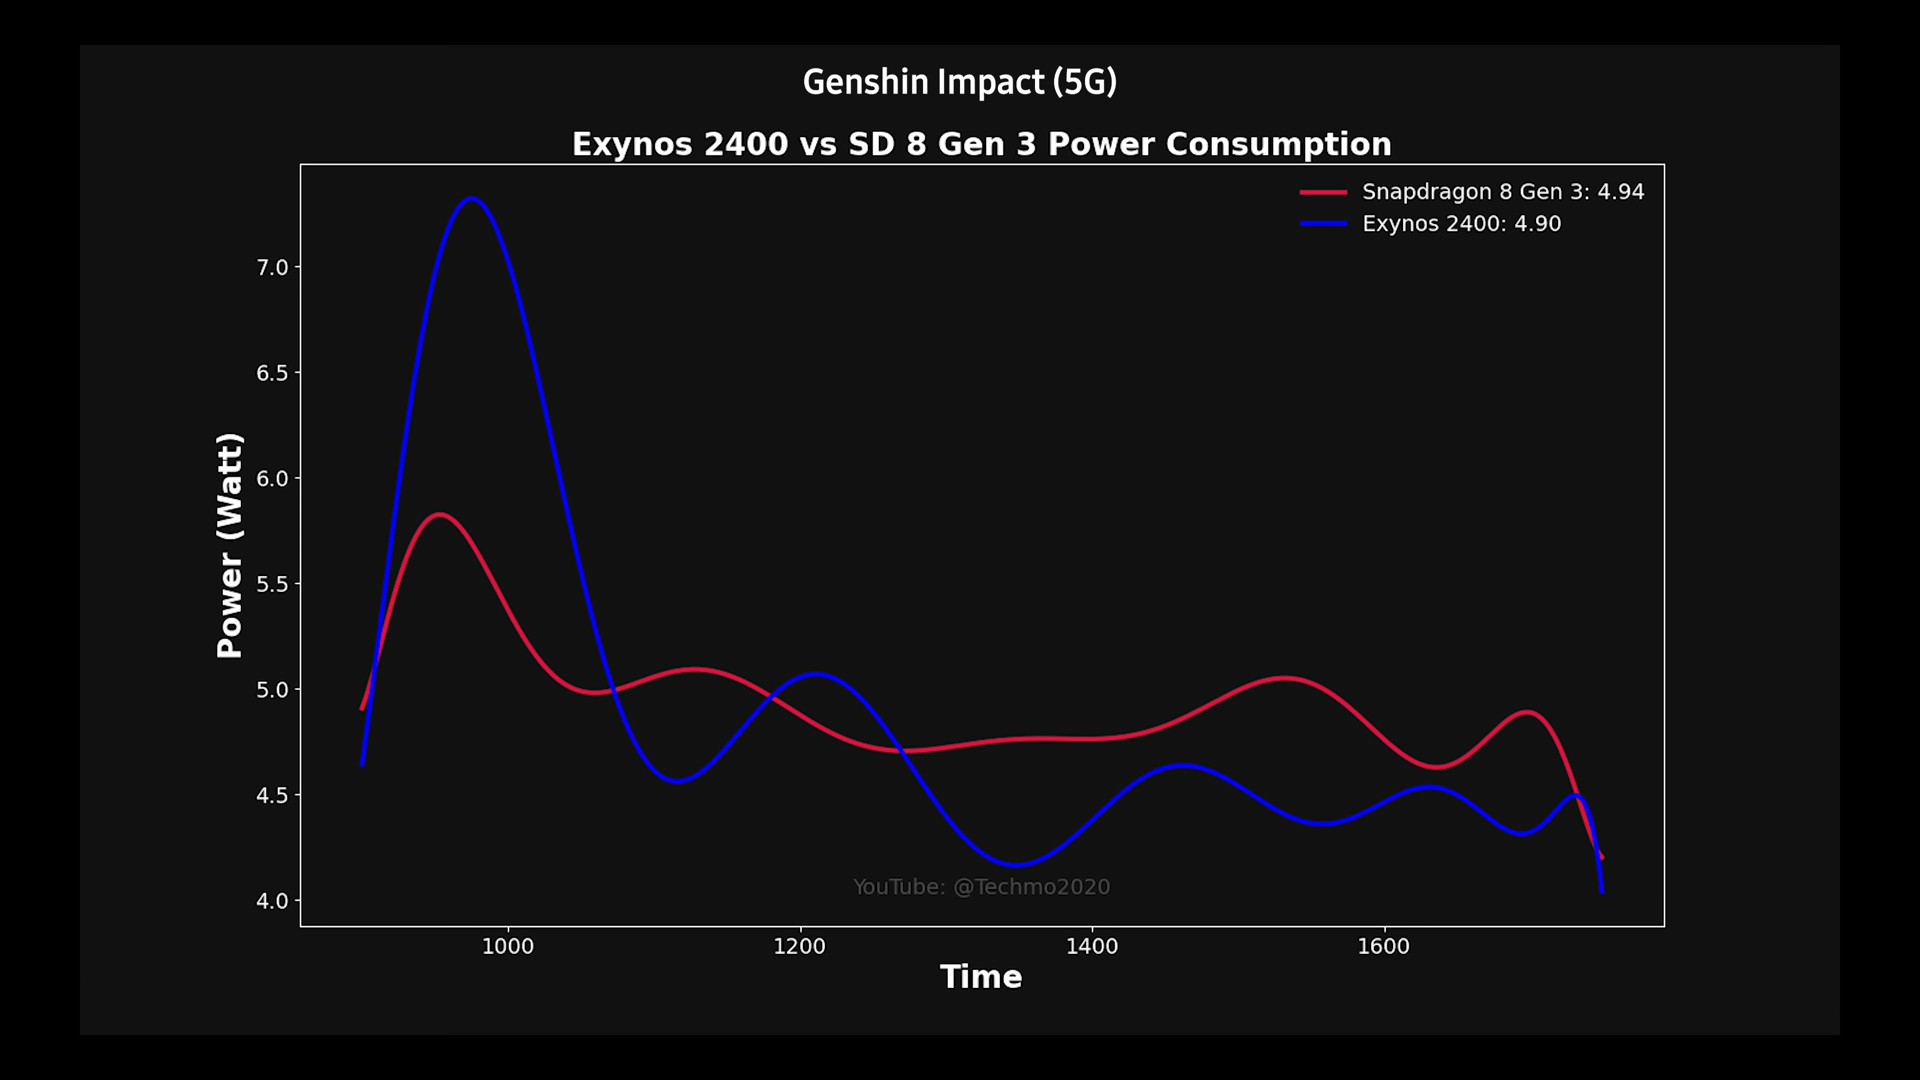 Genshin Impact (5G)
Exynos 2400 vs SD 8 Gen 3 Power Consumption
Snapdragon 8 Gen 3: 4.94
Exynos 2400: 4.90
Power (Watt)
7.0
6.5
6.0
5.5
5.0
4.5
4.0
YouTube: @Techmo2020
1000
1200
1400
1600
Time